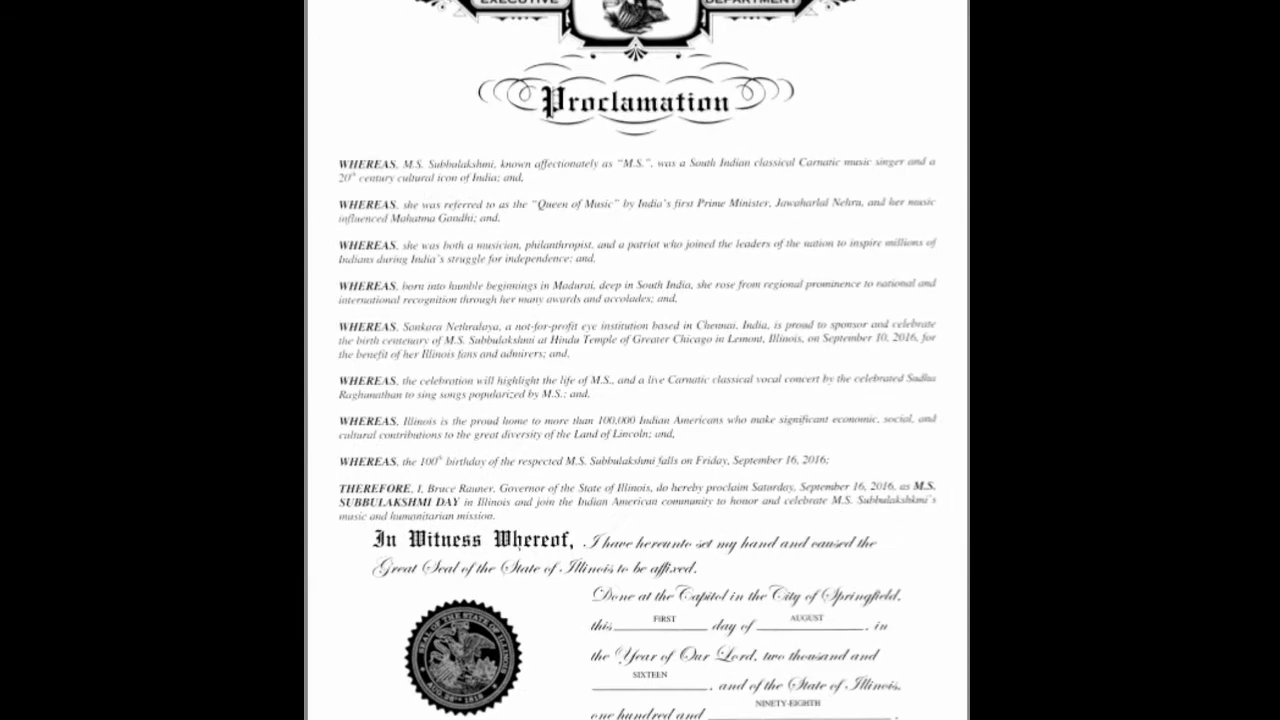 EXECUTIVE DEPARTMENT
Proclamation
WHEREAS, M.S. Subbulakshmi, known affectionately as “M.S.”, was a South Indian classical Carnatic music singer and a
20th century cultural icon of India; and,
WHEREAS, she was referred to as the “Queen of Music” by India’s first Prime Minister, Jawaharlal Nehru, and her music
influenced Mahatma Gandhi; and,
WHEREAS, she was both a musician, philanthropist, and a patriot who joined the leaders of the nation to inspire millions of
Indians during India’s struggle for independence; and,
WHEREAS, born into humble beginnings in Madurai, deep in South India, she rose from regional prominence to national and
international recognition through her many awards and accolades; and,
WHEREAS, Sankara Nethralaya, a not-for-profit eye institution based in Chennai, India, is proud to sponsor and celebrate
the birth centenary of M.S. Subbulakshmi at Hindu Temple of Greater Chicago in Lemont, Illinois, on September 10, 2016, for
the benefit of her Illinois fans and admirers; and,
WHEREAS, the celebration will highlight the life of M.S., and a live Carnatic classical vocal concert by the celebrated Sudha
Raghunathan to sing songs popularized by M.S.; and,
WHEREAS, Illinois is the proud home to more than 100,000 Indian Americans who make significant economic, social, and
cultural contributions to the great diversity of the Land of Lincoln; and,
WHEREAS, the 100th birthday of the respected M.S. Subbulakshmi falls on Friday, September 16, 2016;
THEREFORE, I, Bruce Rauner, Governor of the State of Illinois, do hereby proclaim Saturday, September 16, 2016, as M.S.
SUBBULAKSHMI DAY in Illinois and join the Indian American community to honor and celebrate M.S. Subbulakshkmi’s
music and humanitarian mission.
In Witness Whereof, I have hereunto set my hand and caused the
Great Seal of the State of Illinois to be affixed.
Done at the Capitol in the City of Springfield,
this FIRST day of AUGUST, in
the Year of Our Lord, two thousand and
SIXTEEN, and of the State of Illinois,
one hundred and NINETY-EIGHTH.
SEAL OF THE STATE OF ILLINOIS
AUG. 26TH 1818